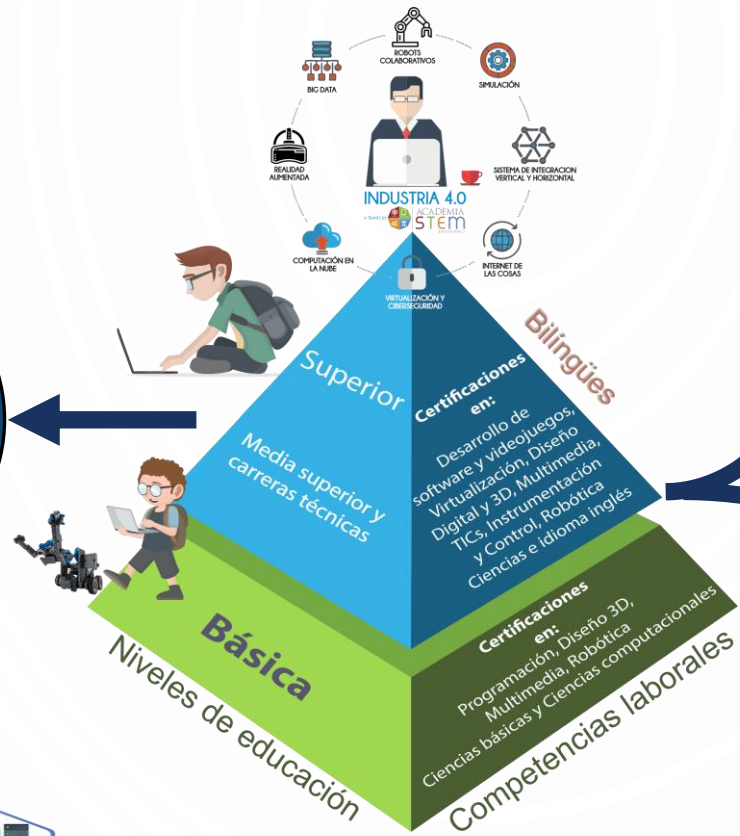 ROBOTS
COLABORATIVOS
BIG DATA
SIMULACIÓN
REALIDAD
AUMENTADA
SISTEMA DE INTEGRACION
VERTICAL Y HORIZONTAL
INDUSTRIA 4.0
A TRAVÉS DE
ACADEMIA
STEM
COMPUTACIÓN EN
LA NUBE
INTERNET DE
LAS COSAS
VIRTUALIZACIÓN Y
CIBERSEGURIDAD
Bilingües
Superior
Media superior y
carreras técnicas
Certificaciones
en:
Desarrollo de
software y videojuegos,
Virtualización, Diseño
Digital y 3D, Multimedia,
TICs, Instrumentación
y Control, Robótica
Ciencias e idioma inglés
Básica
Certificaciones
en:
Programación, Diseño 3D,
Multimedia, Robótica
Ciencias básicas y Ciencias computacionales
Niveles de educación
Competencias laborales